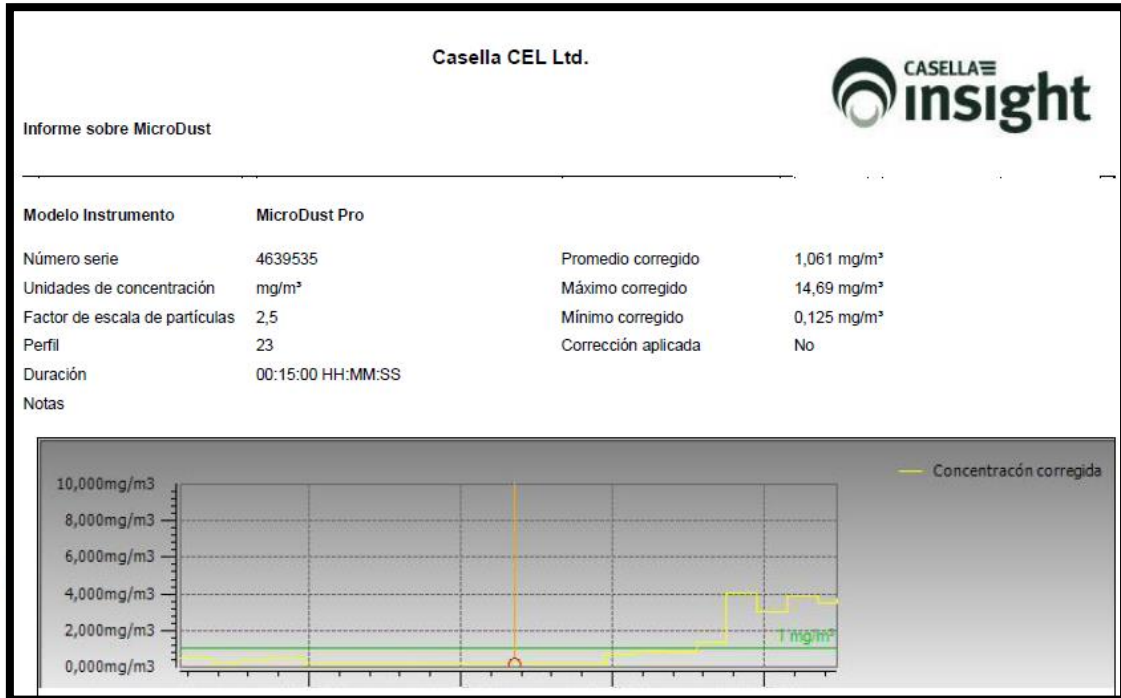 Casella CEL Ltd.
CASELLA
insight
Informe sobre MicroDust
Modelo Instrumento MicroDust Pro
Número serie 4639535 Promedio corregido 1,061 mg/m³
Unidades de concentración mg/m³ Máximo corregido 14,69 mg/m³
Factor de escala de partículas 2,5 Mínimo corregido 0,125 mg/m³
Perfil 23 Corrección aplicada No
Duración 00:15:00 HH:MM:SS
Notas
Concentracón corregida
10,000mg/m3
8,000mg/m3
6,000mg/m3
4,000mg/m3
2,000mg/m3
1 mg/m³
0,000mg/m3